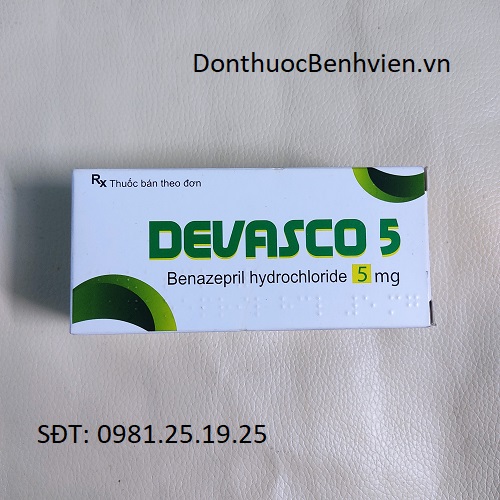 DonthuocBenhvien.vn
Rx Thuốc bán theo đơn
DEVASCO 5
Benazepril hydrochloride 5 mg
SĐT: 0981.25.19.25